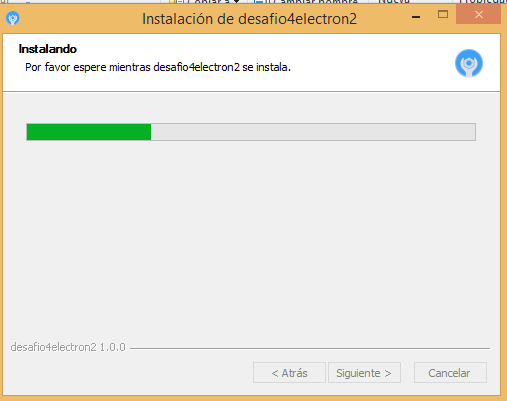 Instalación de desafio4electron2
Instalando
Por favor espere mientras desafio4electron2 se instala.
desafio4electron2 1.0.0
< Atrás
Siguiente >
Cancelar